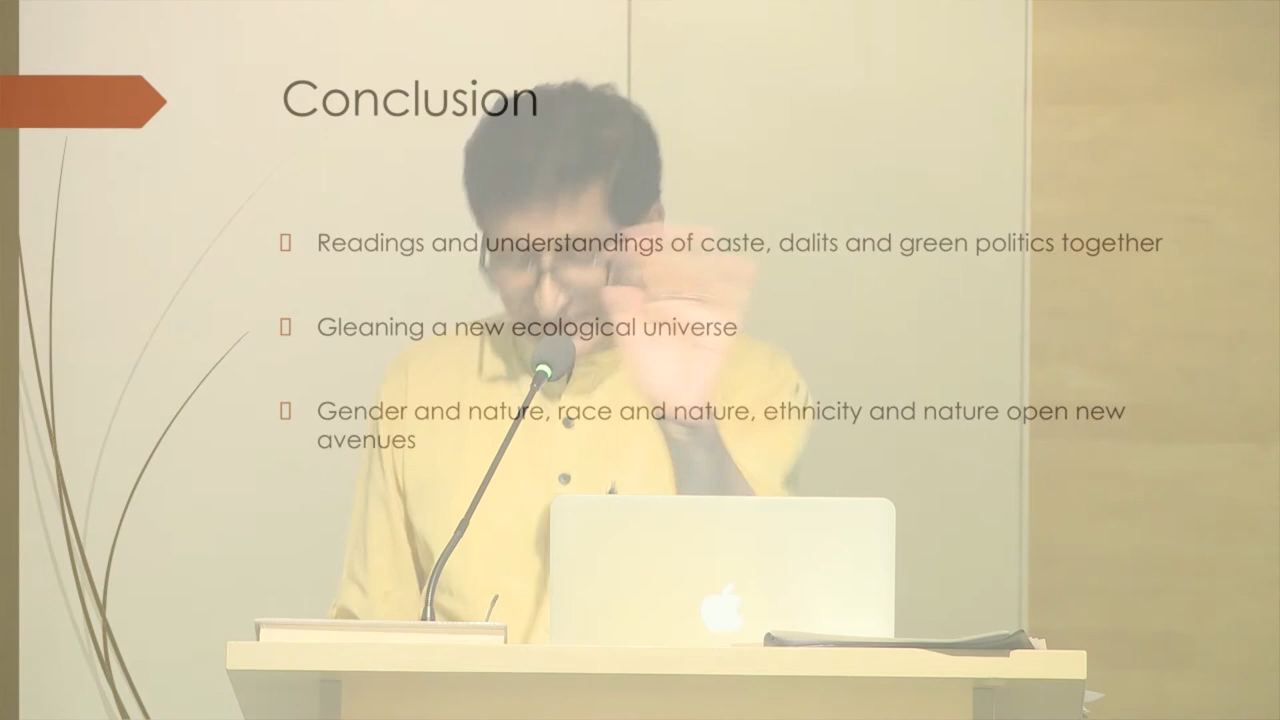 Conclusion
Readings and understandings of caste, dalits and green politics together
Gleaning a new ecological universe
Gender and nature, race and nature, ethnicity and nature open new
avenues